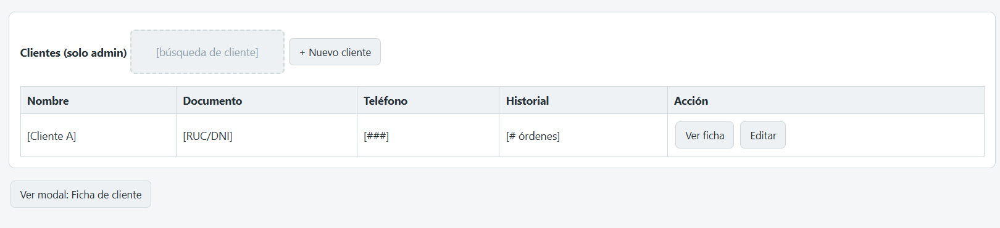 Clientes (solo admin) [búsqueda de cliente] + Nuevo cliente
Nombre Documento Teléfono Historial Acción
[Cliente A] [RUC/DNI] [###] [# órdenes] Ver ficha Editar
Ver modal: Ficha de cliente